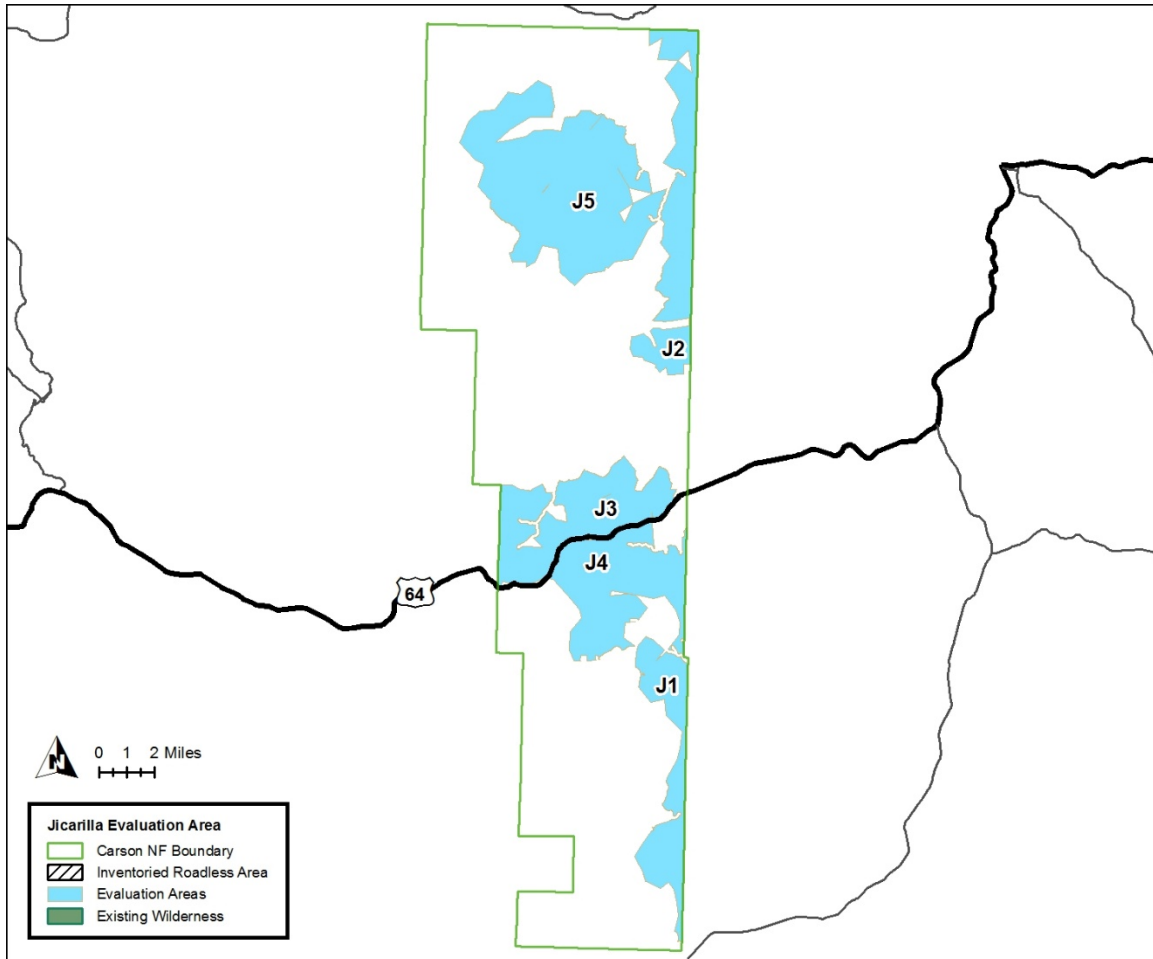 J5
J2
J3
J4
64
J1
N
0 1 2 Miles
Jicarilla Evaluation Area
Carson NF Boundary
Inventoried Roadless Area
Evaluation Areas
Existing Wilderness